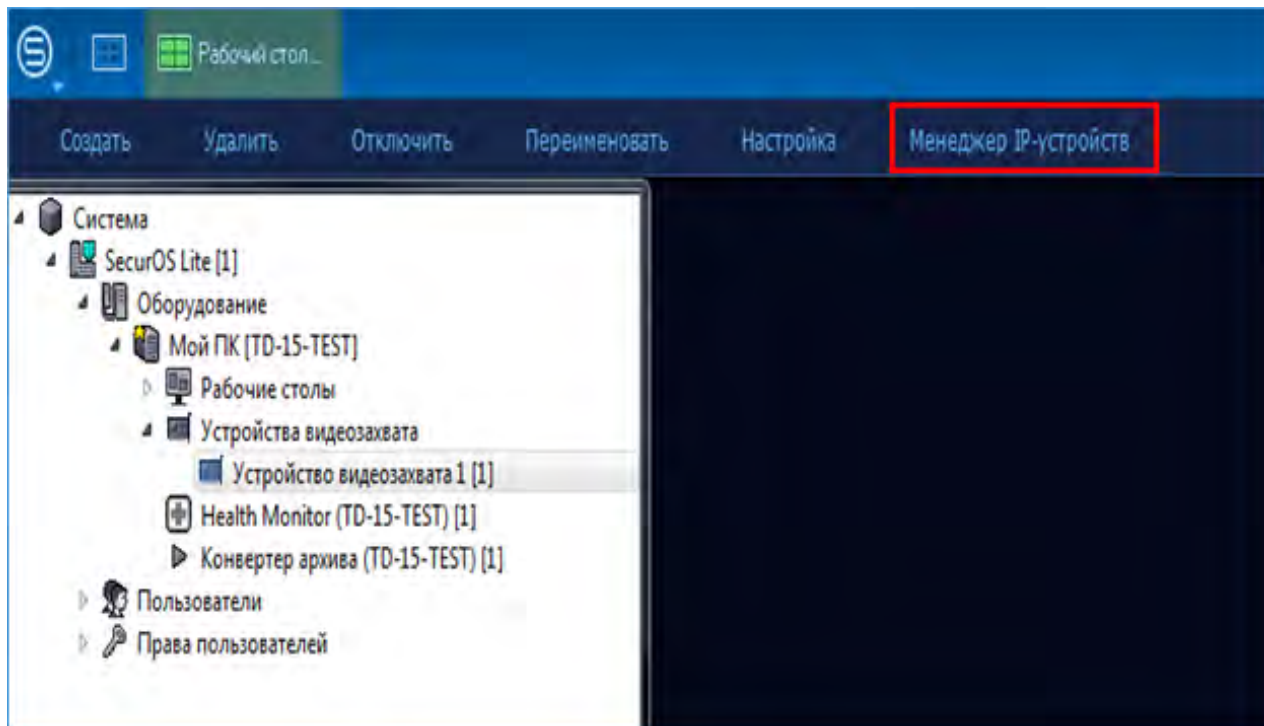 Рабочий стол...
Создать Удалить Отключить Переименовать Настройка Менеджер IP-устройств
Система
SecurOS Lite [1]
Оборудование
Мой ПК [TD-15-TEST]
Рабочие столы
Устройства видеозахвата
Устройство видеозахвата 1 [1]
Health Monitor (TD-15-TEST) [1]
Конвертер архива (TD-15-TEST) [1]
Пользователи
Права пользователей